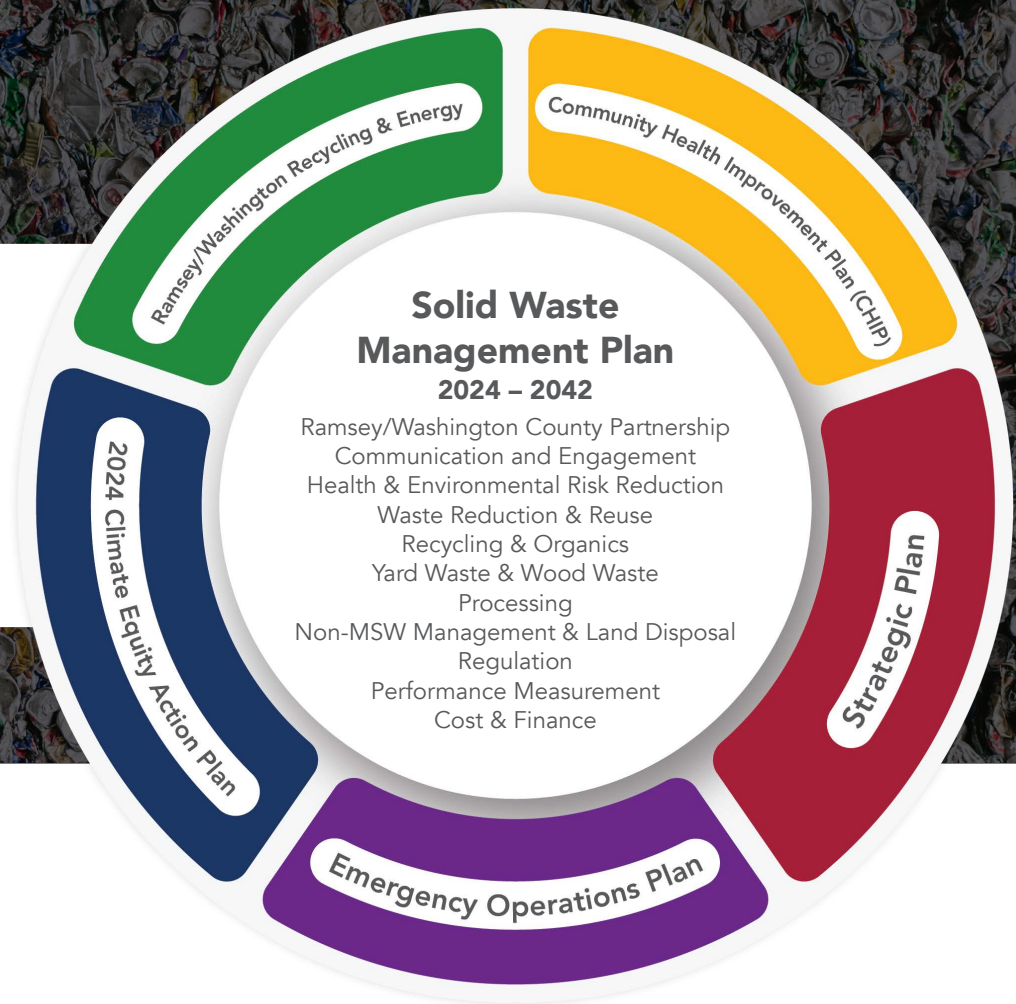 Ramsey/Washington Recycling & Energy
Community Health Improvement Plan (CHIP)
Solid Waste
Management Plan
2024 – 2042
Ramsey/Washington County Partnership
Communication and Engagement
Health & Environmental Risk Reduction
Waste Reduction & Reuse
Recycling & Organics
Yard Waste & Wood Waste
Processing
Non-MSW Management & Land Disposal
Regulation
Performance Measurement
Cost & Finance
2024 Climate Equity Action Plan
Strategic Plan
Emergency Operations Plan